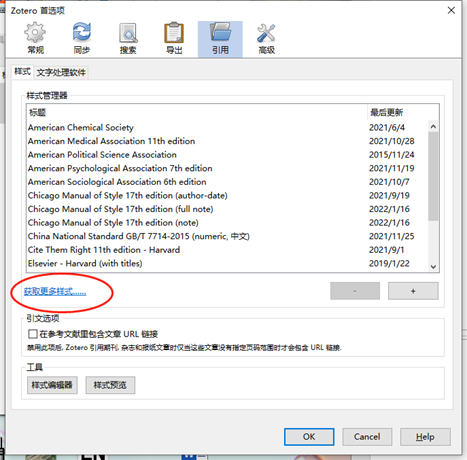 Zotero 首选项
常规 同步 搜索 导出 引用 高级
样式 文字处理软件
样式管理器
标题 最后更新
American Chemical Society 2021/6/4
American Medical Association 11th edition 2021/10/28
American Political Science Association 2015/11/24
American Psychological Association 7th edition 2021/11/19
American Sociological Association 6th edition 2021/10/7
Chicago Manual of Style 17th edition (author-date) 2021/9/1
Chicago Manual of Style 17th edition (full note) 2022/1/16
Chicago Manual of Style 17th edition (note) 2022/1/16
China National Standard GB/T 7714-2015 (numeric, 中文) 2021/11/25
Cite Them Right 11th edition - Harvard 2021/9/1
Elsevier - Harvard (with titles) 2019/1/22
获取更多样式...... - +
引文选项
在参考文献里包含文章 URL 链接
禁用此项后, Zotero 引用期刊, 杂志和报纸文章时仅当这些文章没有指定页码范围时才会包含 URL 链接.
工具
样式编辑器 样式预览
OK Cancel Help
EN W